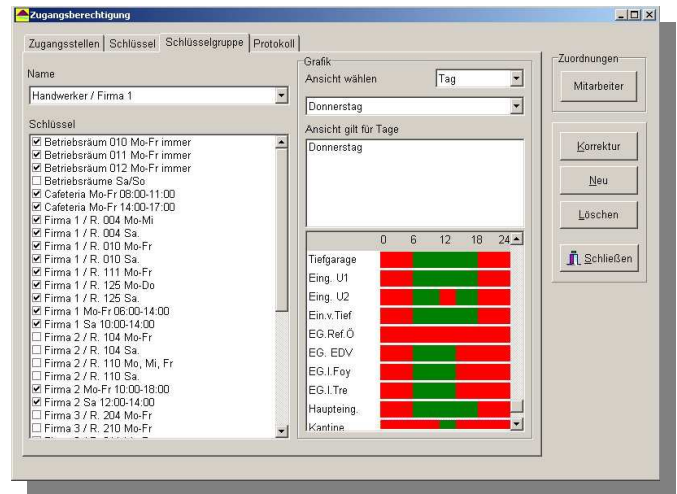 Zugangsberechtigung
Zugangsstellen
Schlüssel
Schlüsselgruppe
Protokoll
Name
Handwerker / Firma 1
Schlüssel
Betriebsräum 010 Mo-Fr immer
Betriebsräum 011 Mo-Fr immer
Betriebsräum 012 Mo-Fr immer
Betriebsräume Sa/So
Cafeteria Mo-Fr 08:00-11:00
Cafeteria Mo-Fr 14:00-17:00
Firma 1 / R. 004 Mo-Mi
Firma 1 / R. 004 Sa.
Firma 1 / R. 010 Mo-Fr
Firma 1 / R. 010 Sa.
Firma 1 / R. 111 Mo-Fr
Firma 1 / R. 125 Mo-Do
Firma 1 / R. 125 Sa.
Firma 1 Mo-Fr 06:00-14:00
Firma 1 Sa 10:00-14:00
Firma 2 / R. 104 Mo-Fr
Firma 2 / R. 104 Sa.
Firma 2 / R. 110 Mo, Mi, Fr
Firma 2 / R. 110 Sa.
Firma 2 Mo-Fr 10:00-18:00
Firma 2 Sa 12:00-14:00
Firma 3 / R. 204 Mo-Fr
Firma 3 / R. 210 Mo-Fr
Grafik
Ansicht wählen
Tag
Donnerstag
Ansicht gilt für Tage
Donnerstag
0 6 12 18 24
Tiefgarage
Eing. U1
Eing. U2
Ein.v.Tief
EG.Ref.Ö
EG. EDV
EG.I.Foy
EG.I.Tre
Haupteing.
Kantine
Zuordnungen
Mitarbeiter
Korrektur
Neu
Löschen
Schließen